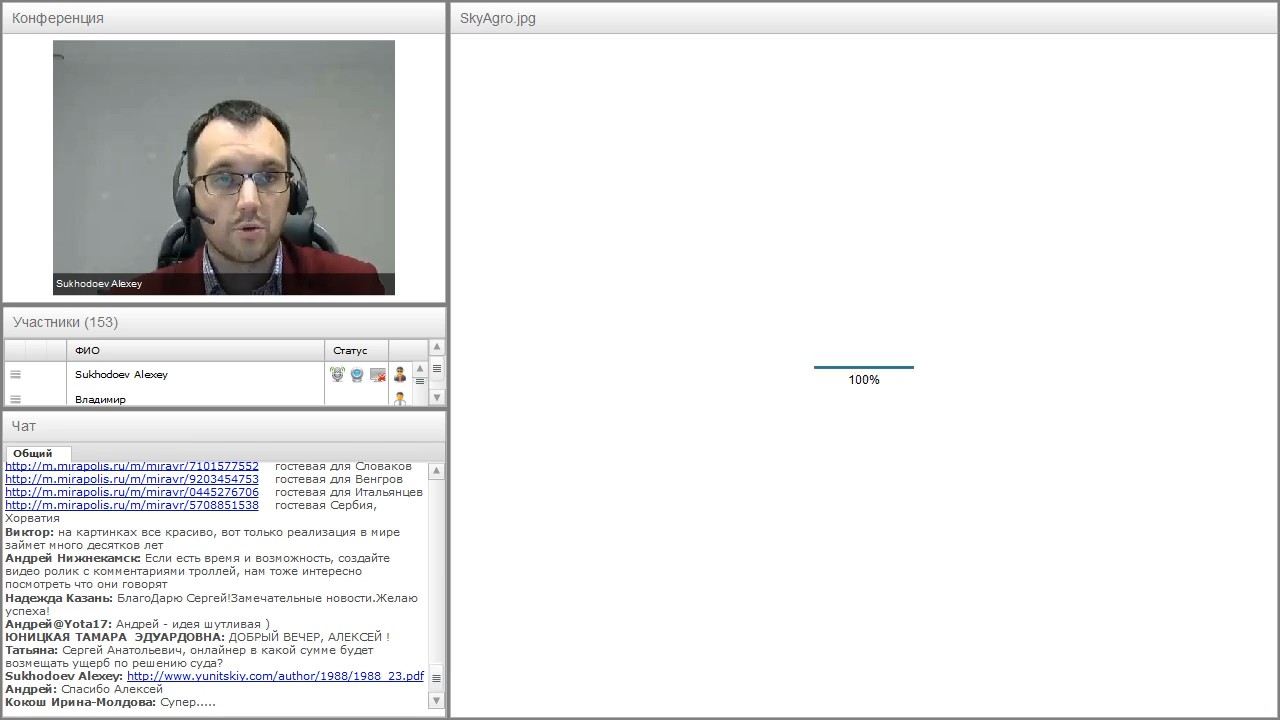 Конференция
Sukhodoev Alexey
Участники (153)
ФИО
Статус
Sukhodoev Alexey
Владимир
Чат
Общий
http://m.mirapolis.ru/m/miravr/7101577552 гостевая для Словаков
http://m.mirapolis.ru/m/miravr/9203454753 гостевая для Венгров
http://m.mirapolis.ru/m/miravr/0445276706 гостевая для Итальянцев
http://m.mirapolis.ru/m/miravr/5708851538 гостевая Сербия,
Хорватия
Виктор: на картинках все красиво, вот только реализация в мире
займет много десятков лет
Андрей Нижнекамск: Если есть время и возможность, создайте
видео ролик с комментариями троллей, нам тоже интересно
посмотреть что они говорят
Надежда Казань: БлагоДарю Сергей!Замечательные новости.Желаю
успеха!
Андрей@Yota17: Андрей - идея шутливая )
ЮНИЦКАЯ ТАМАРА ЭДУАРДОВНА: ДОБРЫЙ ВЕЧЕР, АЛЕКСЕЙ !
Татьяна: Сергей Анатольевич, онлайнер в какой сумме будет
возмещать ущерб по решению суда?
Sukhodoev Alexey: http://www.yunitskiy.com/author/1988/1988_23.pdf
Андрей: Спасибо Алексей
Кокош Ирина-Молдова: Супер.....
SkyAgro.jpg
100%